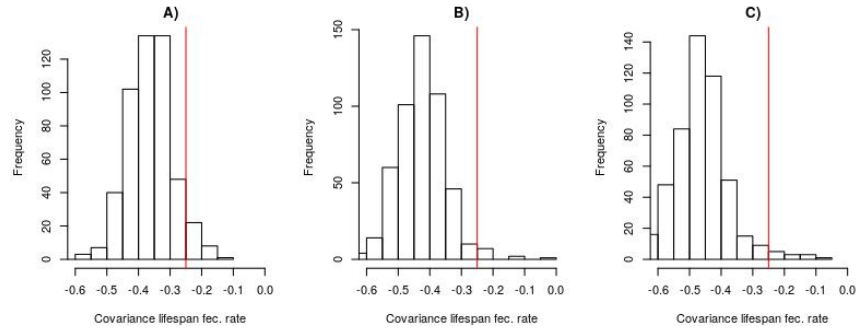 A)
Frequency
0 20 40 60 80 100 120
-0.6 -0.5 -0.4 -0.3 -0.2 -0.1 0.0
Covariance lifespan fec. rate
B)
Frequency
0 50 100 150
-0.6 -0.5 -0.4 -0.3 -0.2 -0.1 0.0
Covariance lifespan fec. rate
C)
Frequency
0 20 40 60 80 100 120 140
-0.6 -0.5 -0.4 -0.3 -0.2 -0.1 0.0
Covariance lifespan fec. rate